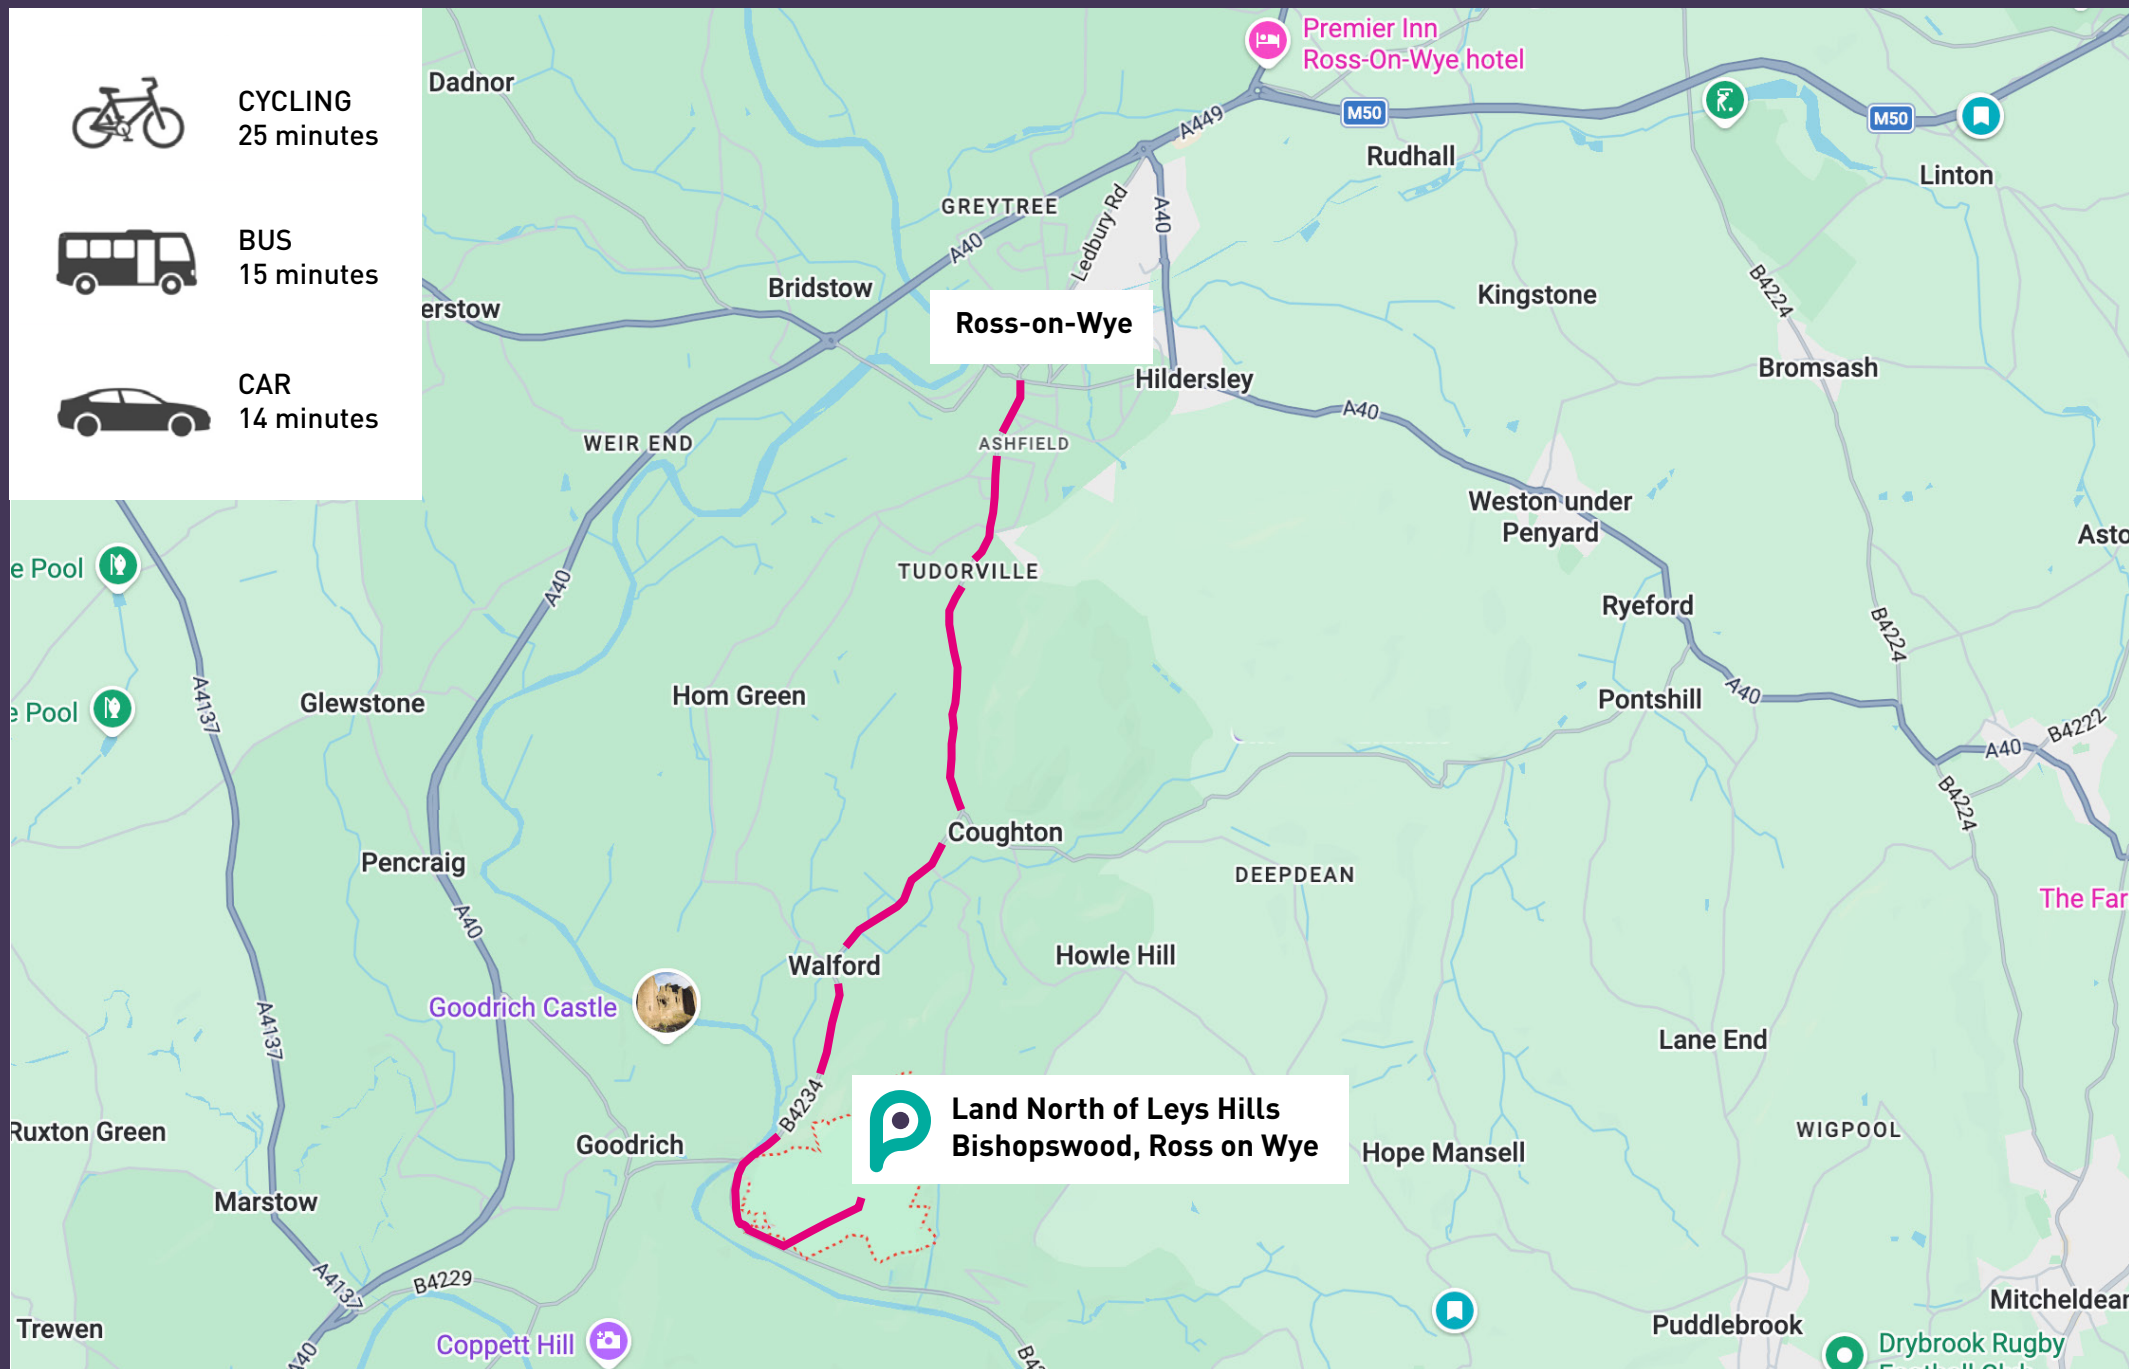 CYCLING
25 minutes
BUS
15 minutes
CAR
14 minutes
Premier Inn
Ross-On-Wye hotel
Dadnor
A449
M50
M50
Rudhall
Linton
GREYTREE
Ledbury Rd
A40
A40
Bridstow
erstow
Kingstone
B4224
Ross-on-Wye
Hildersley
Bromsash
A40
WEIR END
ASHFIELD
Weston under
Penyard
Asto
e Pool
TUDORVILLE
A40
Ryeford
B4224
A4137
Glewstone
Hom Green
Pontshill
A40
e Pool
B4222
A40
B4224
Coughton
Pencraig
DEEPDEAN
The Far
A40
Walford
Howle Hill
Goodrich Castle
A4137
Lane End
B4234
Land North of Leys Hills
Bishopswood, Ross on Wye
Ruxton Green
Goodrich
Hope Mansell
WIGPOOL
Marstow
A4137
B4229
Trewen
Coppett Hill
A40
Puddlebrook
Mitcheldear
Drybrook Rugby